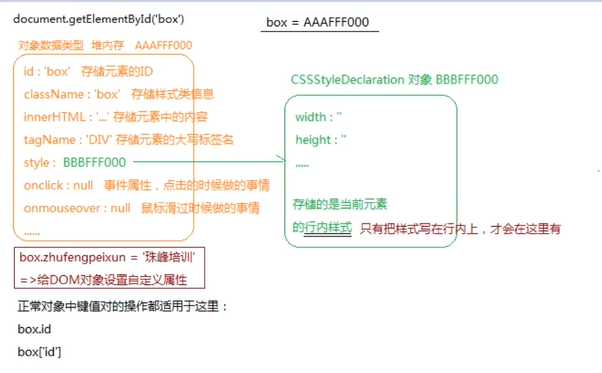 document.getElementById('box')
box = AAAFFF000
对象数据类型 堆内存 AAAFFF000
id : 'box' 存储元素的ID
className : 'box' 存储样式类信息
innerHTML : '...' 存储元素中的内容
tagName : 'DIV' 存储元素的大写标签名
style : BBBFFF000
onclick : null 事件属性，点击的时候做的事情
onmouseover : null 鼠标滑过时候做的事情
......
CSSStyleDeclaration 对象 BBBFFF000
width : ''
height : ''
.....
存储的是当前元素
的行内样式 只有把样式写在行内上，才会在这里有
box.zhufengpeixun = '珠峰培训'
=>给DOM对象设置自定义属性
正常对象中键值对的操作都适用于这里：
box.id
box['id']